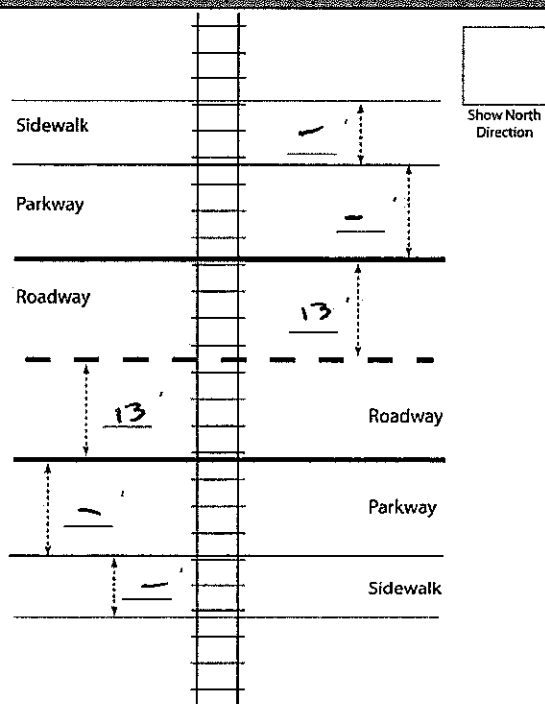 Show North
Direction
Sidewalk
- '
Parkway
- '
Roadway
13 '
13 '
Roadway
- '
Parkway
- '
Sidewalk